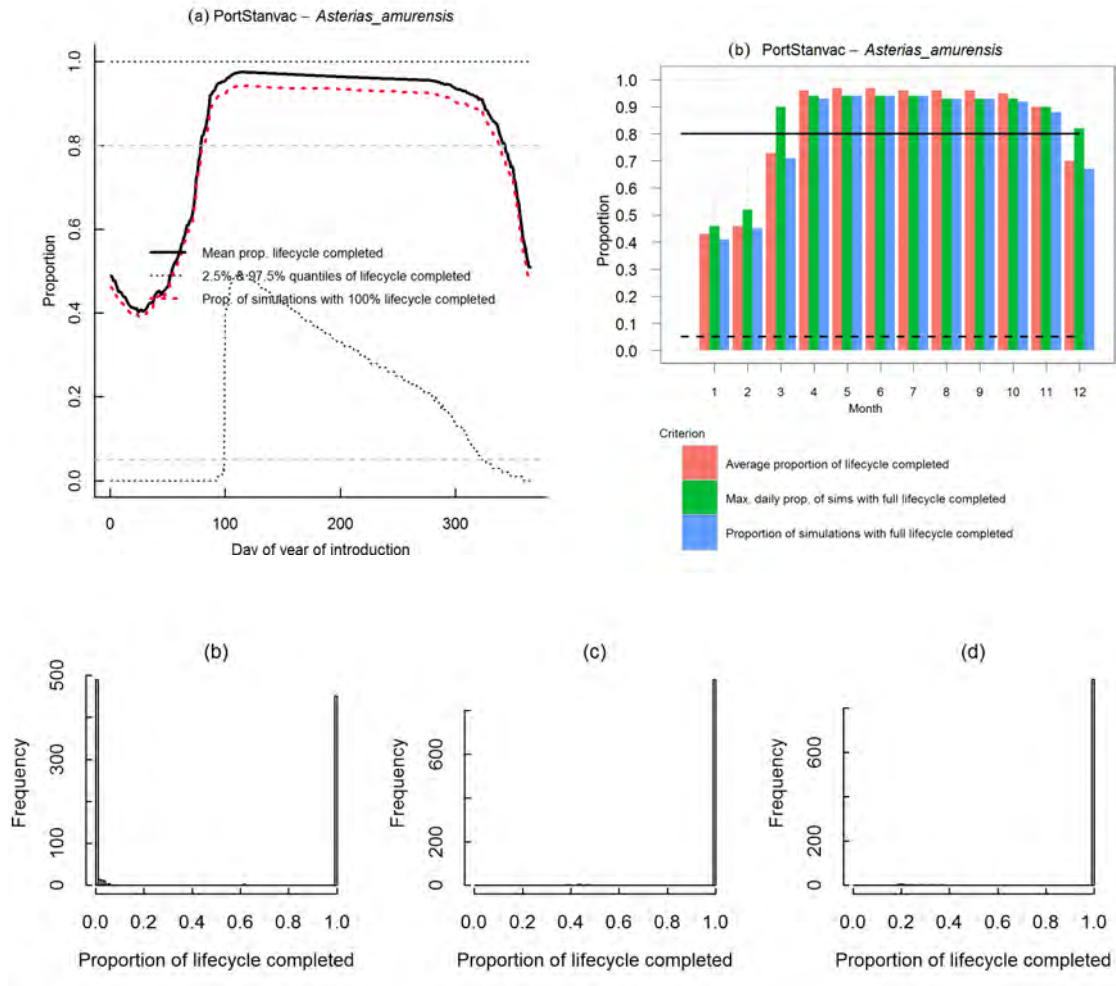 (a) PortStanvac – Asterias_amurensis
Proportion
1.0
0.8
0.6
0.4
0.2
0.0
Mean prop. lifecycle completed
2.5% & 97.5% quantiles of lifecycle completed
Prop. of simulations with 100% lifecycle completed
0 100 200 300
Day of year of introduction
(b) PortStanvac – Asterias_amurensis
Proportion
1.0
0.9
0.8
0.7
0.6
0.5
0.4
0.3
0.2
0.1
0.0
1 2 3 4 5 6 7 8 9 10 11 12
Month
Criterion
Average proportion of lifecycle completed
Max. daily prop. of sims with full lifecycle completed
Proportion of simulations with full lifecycle completed
(b)
Frequency
500
300
100
0
0.0 0.2 0.4 0.6 0.8 1.0
Proportion of lifecycle completed
(c)
Frequency
600
200
0
0.0 0.2 0.4 0.6 0.8 1.0
Proportion of lifecycle completed
(d)
Frequency
600
200
0
0.0 0.2 0.4 0.6 0.8 1.0
Proportion of lifecycle completed